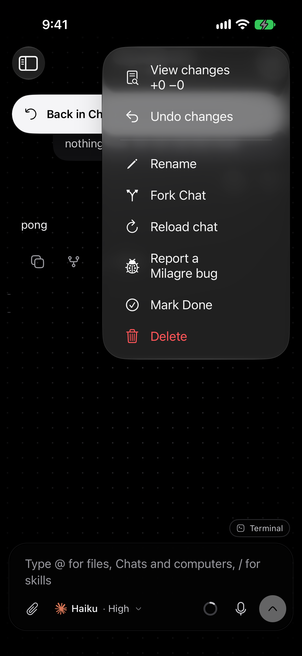 9:41
View changes
+0 −0
Back in Ch
Undo changes
nothing
Rename
Fork Chat
pong
Reload chat
Report a
Milagre bug
Mark Done
Delete
Terminal
Type @ for files, Chats and computers, / for
skills
Haiku · High